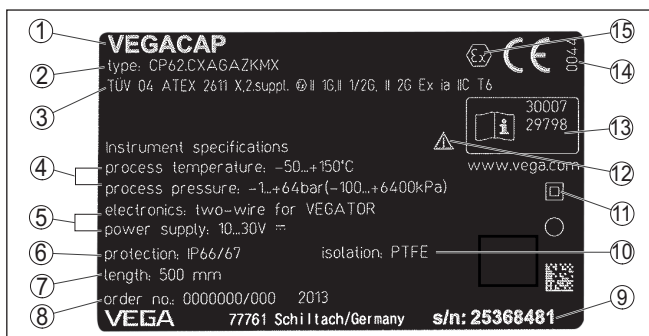 VEGACAP
type: CP62.CXAGAZKMX
TÜV 04 ATEX 2611 X,2.suppl. Ex II 1G,II 1/2G, II 2G Ex ia IIC T6
Instrument specifications
process temperature: -50...+150°C
process pressure: -1...+64bar(-100...+6400kPa)
electronics: two-wire for VEGATOR
power supply: 10...30V
protection: IP66/67 isolation: PTFE
length: 500 mm
order no.: 0000000/000 2013
VEGA 77761 Schiltach/Germany s/n: 25368481
Ex CE 0044
30007
i 29798
www.vega.com
1
2
3
4
5
6
7
8
15
14
13
12
11
10
9